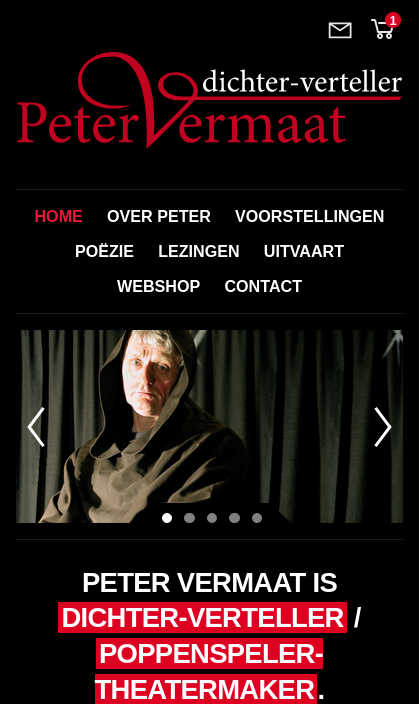 1
dichter-verteller
Peter Vermaat
HOME OVER PETER VOORSTELLINGEN
POËZIE LEZINGEN UITVAART
WEBSHOP CONTACT
PETER VERMAAT IS
DICHTER-VERTELLER /
POPPENSPELER-
THEATERMAKER.